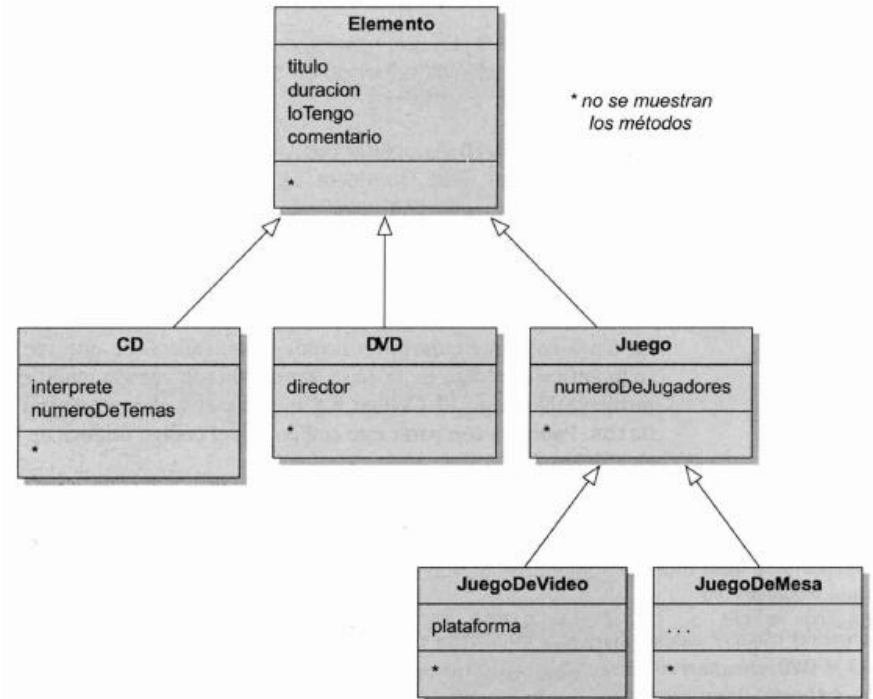 Elemento
titulo
duracion
loTengo
comentario
*
* no se muestran
los métodos
CD
interprete
numeroDeTemas
*
DVD
director
*
Juego
numeroDeJugadores
*
JuegoDeVideo
plataforma
*
JuegoDeMesa
. . .
*